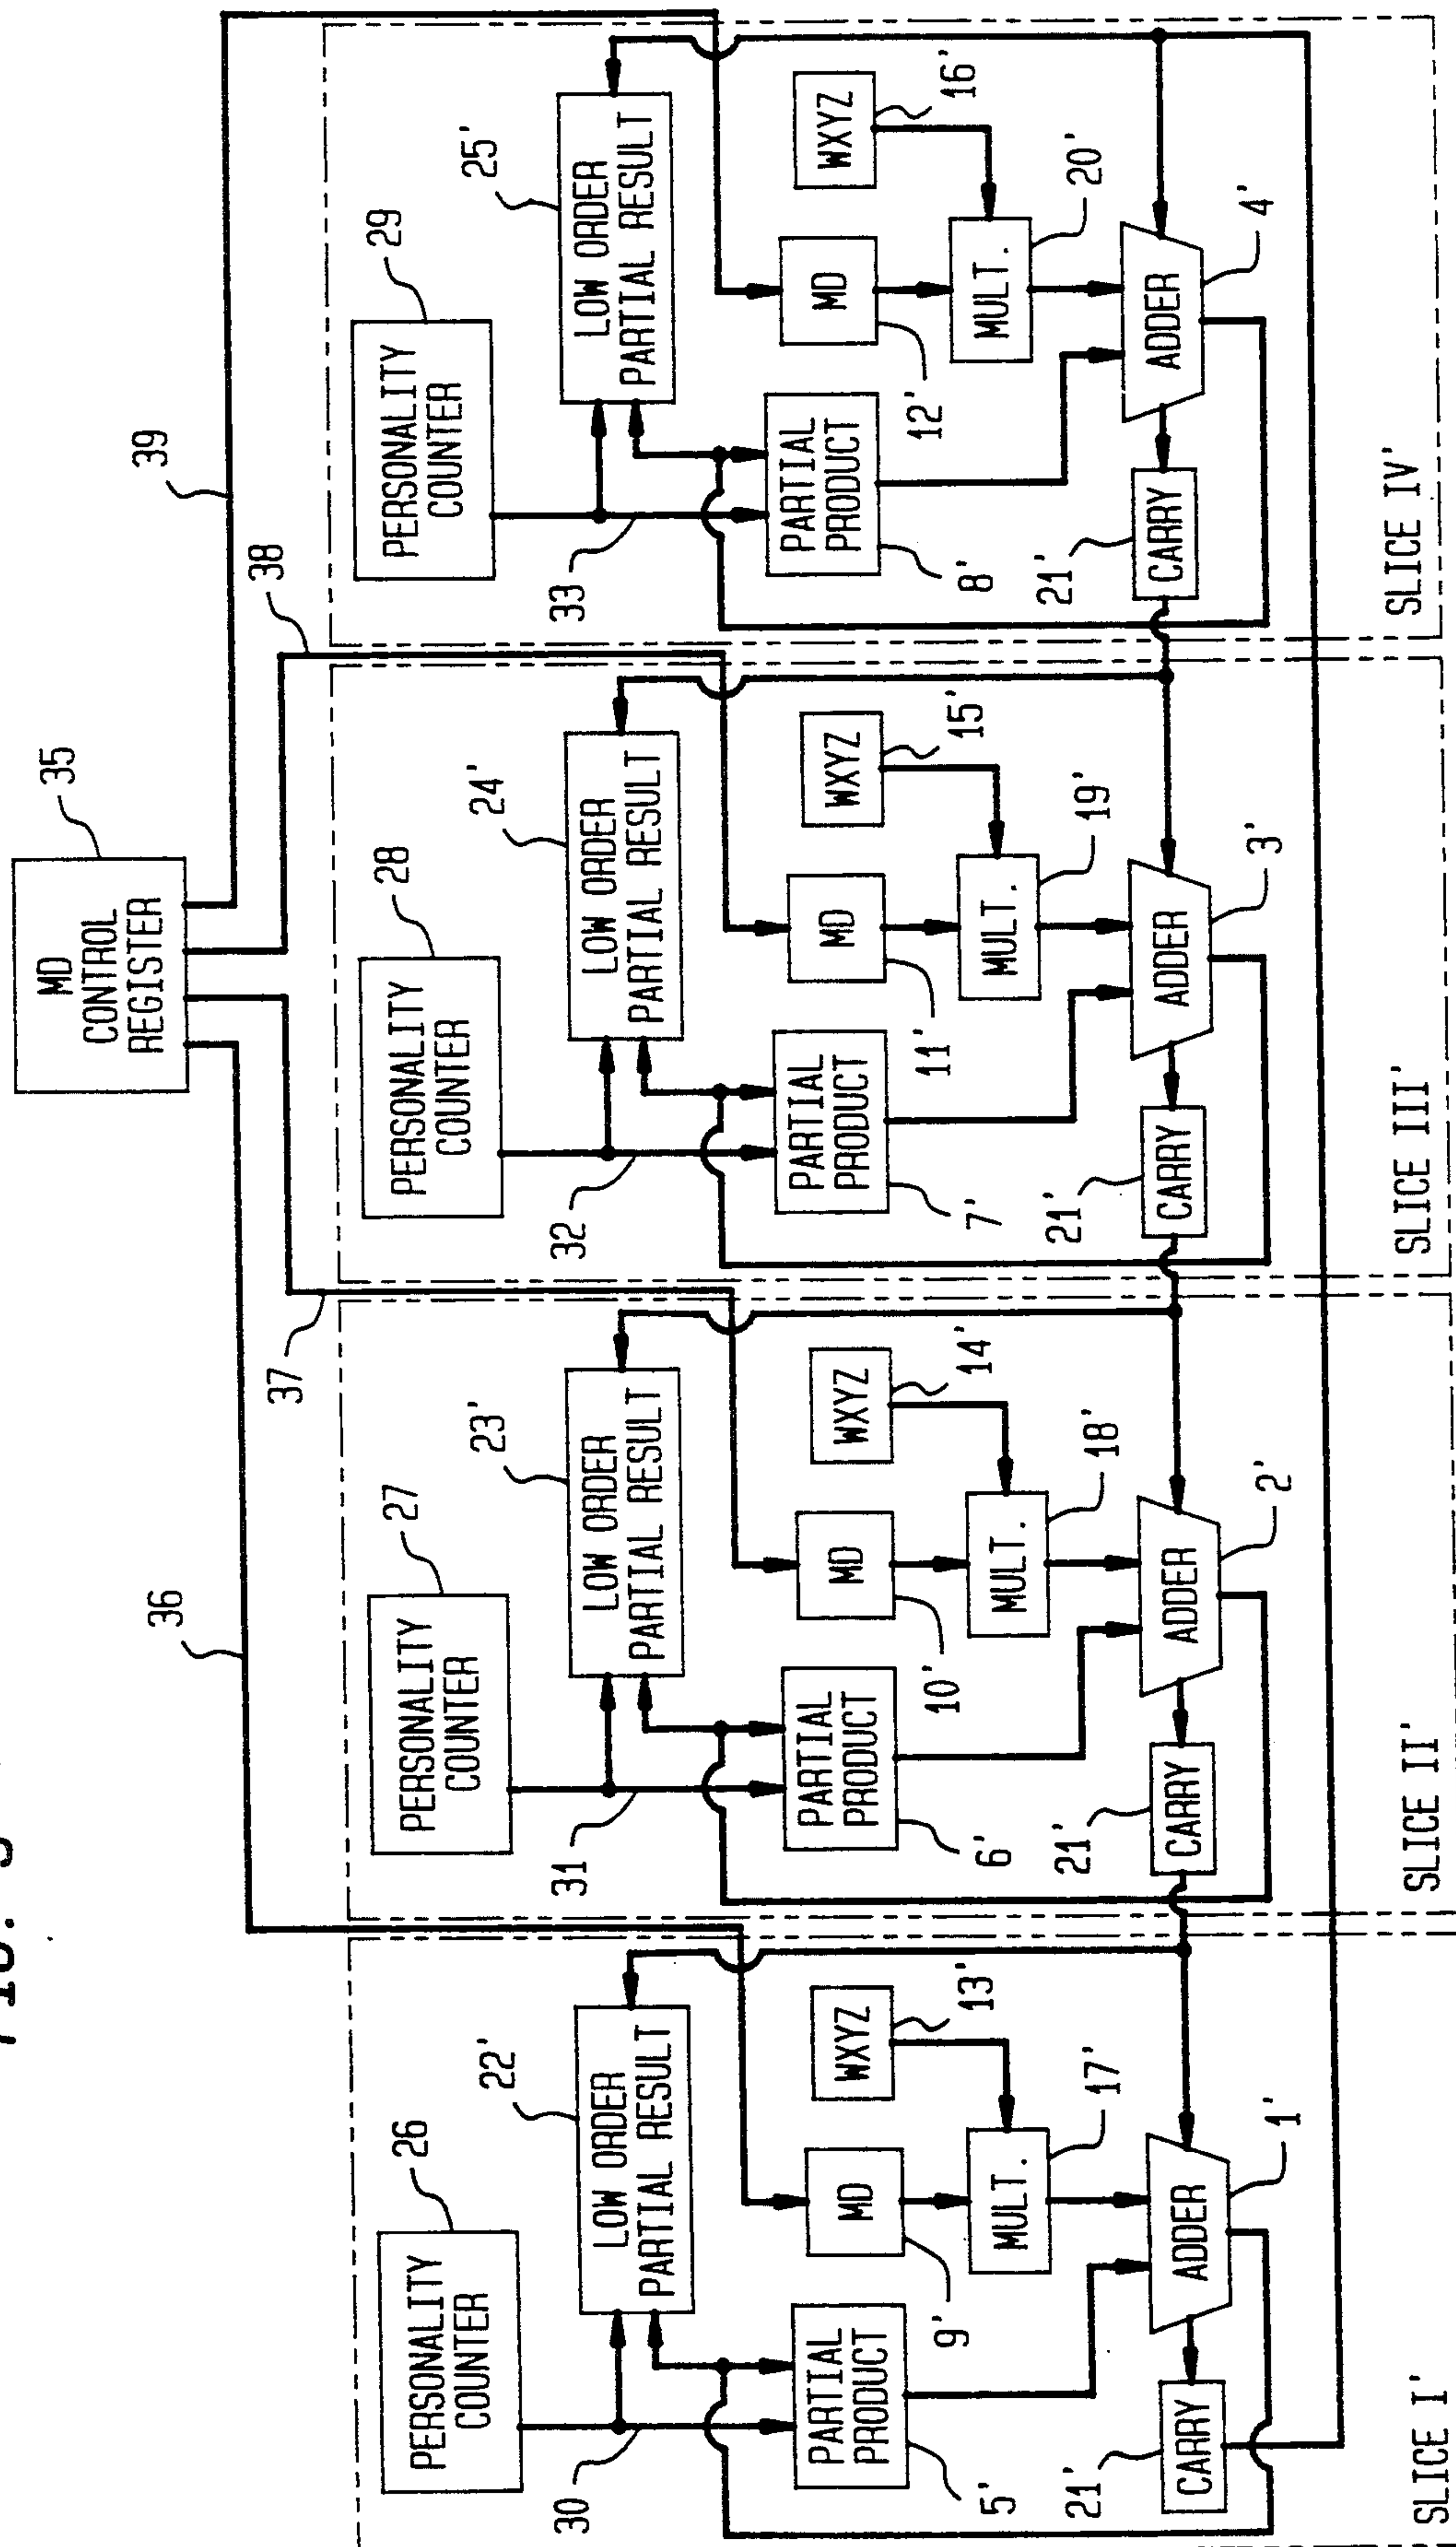 FIG. 3
MD
CONTROL
REGISTER
35
36
37
38
39
PERSONALITY
COUNTER
26
30
LOW ORDER
PARTIAL RESULT
22'
PARTIAL
PRODUCT
5'
MD
9'
WXYZ
13'
MULT.
17'
ADDER
1'
CARRY
21'
SLICE I'
PERSONALITY
COUNTER
27
31
LOW ORDER
PARTIAL RESULT
23'
PARTIAL
PRODUCT
6'
MD
10'
WXYZ
14'
MULT.
18'
ADDER
2'
CARRY
21'
SLICE II'
PERSONALITY
COUNTER
28
32
LOW ORDER
PARTIAL RESULT
24'
PARTIAL
PRODUCT
7'
MD
11'
WXYZ
15'
MULT.
19'
ADDER
3'
CARRY
21'
SLICE III'
PERSONALITY
COUNTER
29
33
LOW ORDER
PARTIAL RESULT
25'
PARTIAL
PRODUCT
8'
MD
12'
WXYZ
16'
MULT.
20'
ADDER
4'
CARRY
21'
SLICE IV'